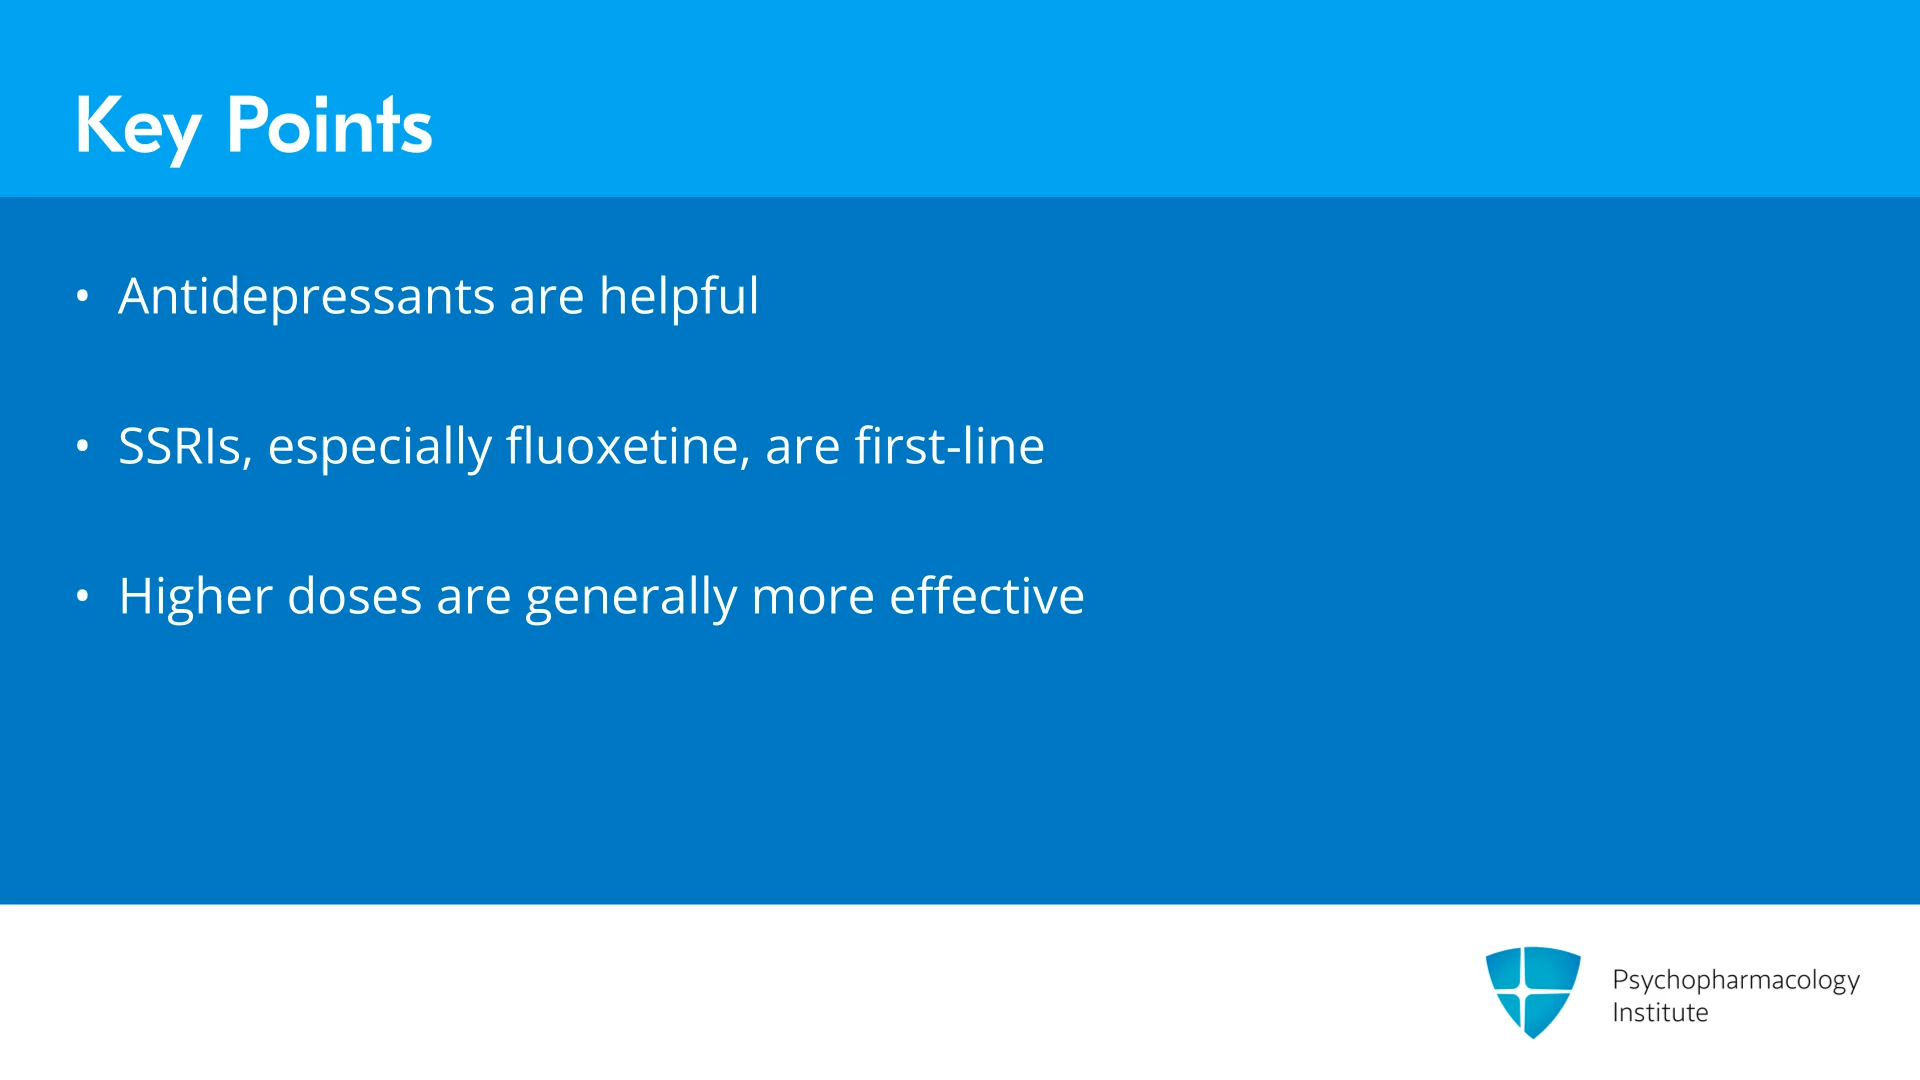 Key Points
• Antidepressants are helpful
• SSRIs, especially fluoxetine, are first-line
• Higher doses are generally more effective
Psychopharmacology
Institute